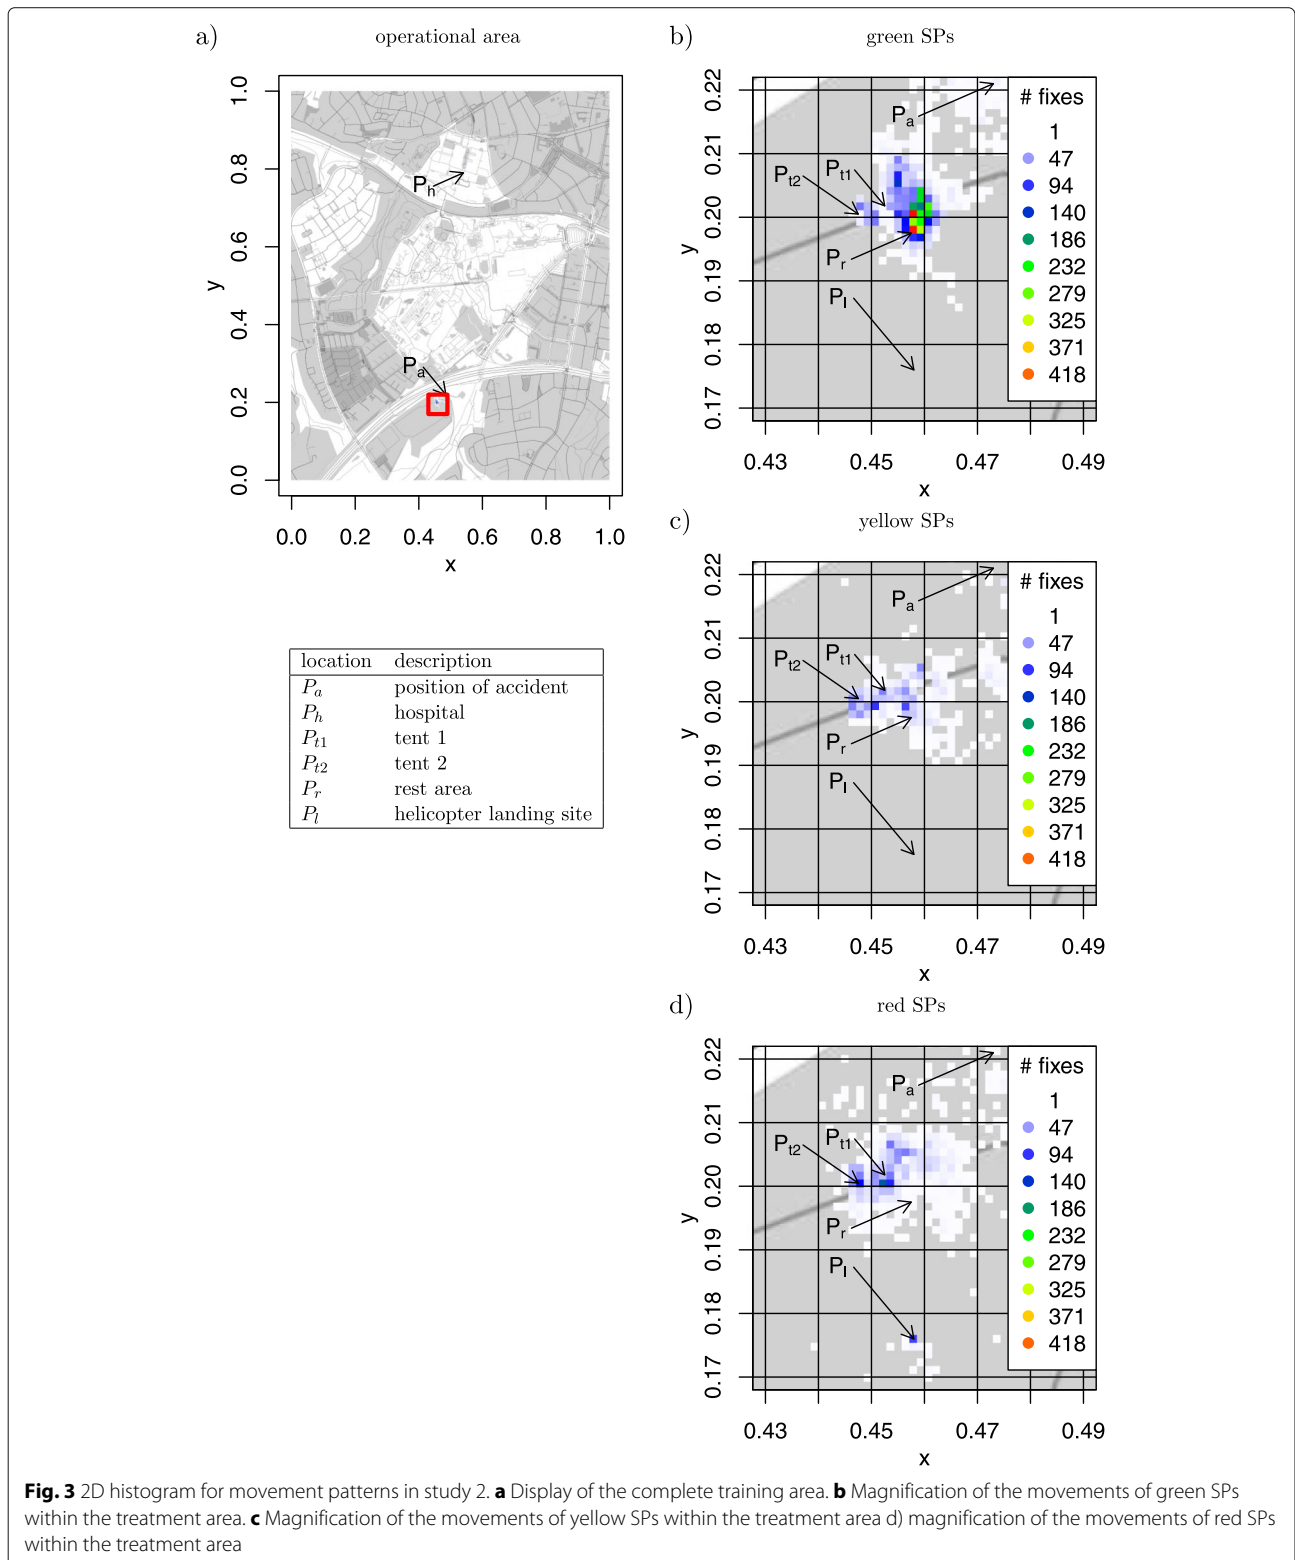 a) operational area
1.0
0.8
0.6
0.4
0.2
0.0
y
Ph
Pa
0.0 0.2 0.4 0.6 0.8 1.0
x
location description
Pa position of accident
Ph hospital
Pt1 tent 1
Pt2 tent 2
Pr rest area
Pl helicopter landing site
b) green SPs
0.22
0.21
0.20
0.19
0.18
0.17
y
Pa
Pt2 Pt1
Pr
Pl
# fixes
1
47
94
140
186
232
279
325
371
418
0.43 0.45 0.47 0.49
x
c) yellow SPs
0.22
0.21
0.20
0.19
0.18
0.17
y
Pa
Pt2 Pt1
Pr
Pl
# fixes
1
47
94
140
186
232
279
325
371
418
0.43 0.45 0.47 0.49
x
d) red SPs
0.22
0.21
0.20
0.19
0.18
0.17
y
Pa
Pt2 Pt1
Pr
Pl
# fixes
1
47
94
140
186
232
279
325
371
418
0.43 0.45 0.47 0.49
x
Fig. 3 2D histogram for movement patterns in study 2. a Display of the complete training area. b Magnification of the movements of green SPs
within the treatment area. c Magnification of the movements of yellow SPs within the treatment area d) magnification of the movements of red SPs
within the treatment area